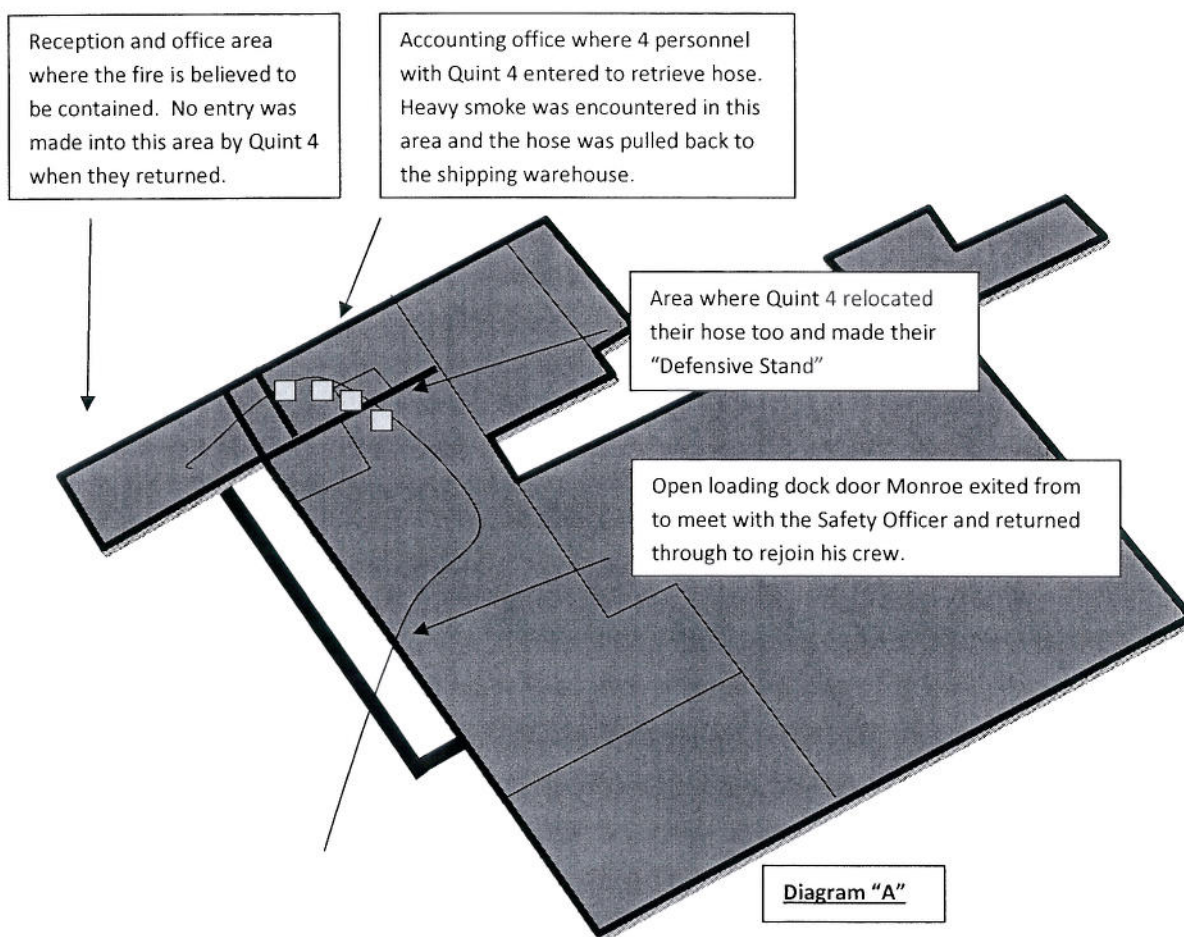 Reception and office area
where the fire is believed to
be contained.  No entry was
made into this area by Quint 4
when they returned.
Accounting office where 4 personnel
with Quint 4 entered to retrieve hose.
Heavy smoke was encountered in this
area and the hose was pulled back to
the shipping warehouse.
Area where Quint 4 relocated
their hose too and made their
“Defensive Stand”
Open loading dock door Monroe exited from
to meet with the Safety Officer and returned
through to rejoin his crew.
Diagram “A”